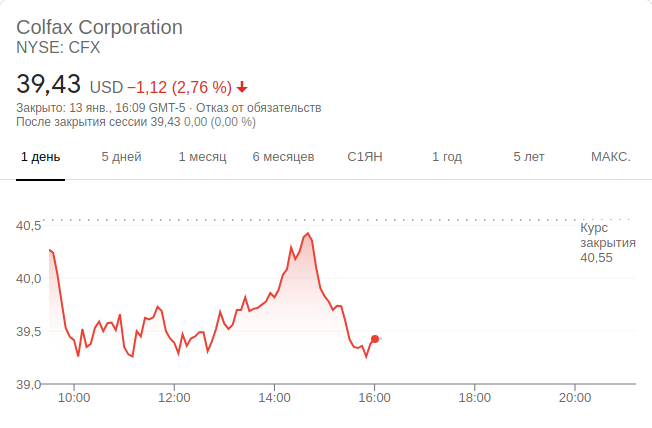 Colfax Corporation
NYSE: CFX
39,43 USD −1,12 (2,76 %)
Закрыто: 13 янв., 16:09 GMT-5 · Отказ от обязательств
После закрытия сессии 39,43 0,00 (0,00 %)
1 день 5 дней 1 месяц 6 месяцев С1ЯН 1 год 5 лет МАКС.
40,5
40,0
39,5
39,0
Курс
закрытия
40,55
10:00 12:00 14:00 16:00 18:00 20:00